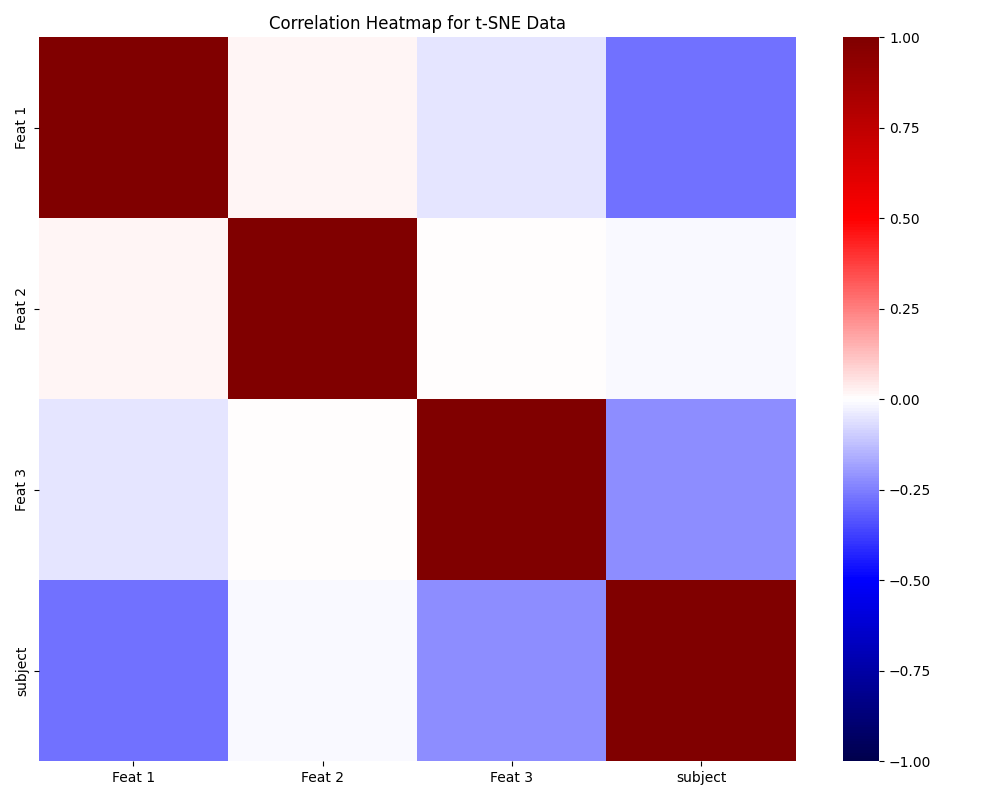 Correlation Heatmap for t-SNE Data
Feat 1
Feat 2
Feat 3
subject
Feat 1
Feat 2
Feat 3
subject
1.00
0.75
0.50
0.25
0.00
−0.25
−0.50
−0.75
−1.00